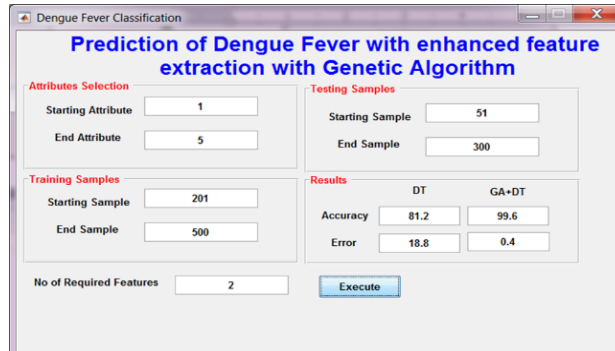 Dengue Fever Classification
Prediction of Dengue Fever with enhanced feature
extraction with Genetic Algorithm
Attributes Selection
Starting Attribute 1
End Attribute 5
Testing Samples
Starting Sample 51
End Sample 300
Training Samples
Starting Sample 201
End Sample 500
Results
DT GA+DT
Accuracy 81.2 99.6
Error 18.8 0.4
No of Required Features 2
Execute